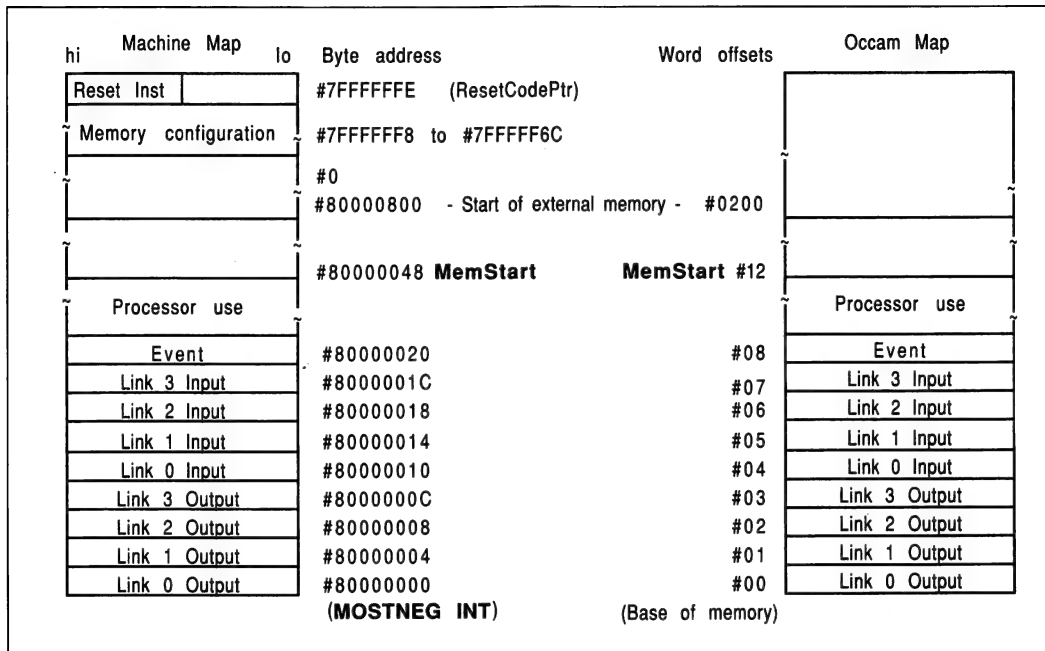 Machine Map
hi lo Byte address Word offsets Occam Map
Reset Inst #7FFFFFFE (ResetCodePtr)
Memory configuration #7FFFFFF8 to #7FFFFF6C
#0
#80000800 - Start of external memory - #0200
#80000048 MemStart MemStart #12
Processor use Processor use
Event #80000020 #08 Event
Link 3 Input #8000001C #07 Link 3 Input
Link 2 Input #80000018 #06 Link 2 Input
Link 1 Input #80000014 #05 Link 1 Input
Link 0 Input #80000010 #04 Link 0 Input
Link 3 Output #8000000C #03 Link 3 Output
Link 2 Output #80000008 #02 Link 2 Output
Link 1 Output #80000004 #01 Link 1 Output
Link 0 Output #80000000 #00 Link 0 Output
(MOSTNEG INT) (Base of memory)